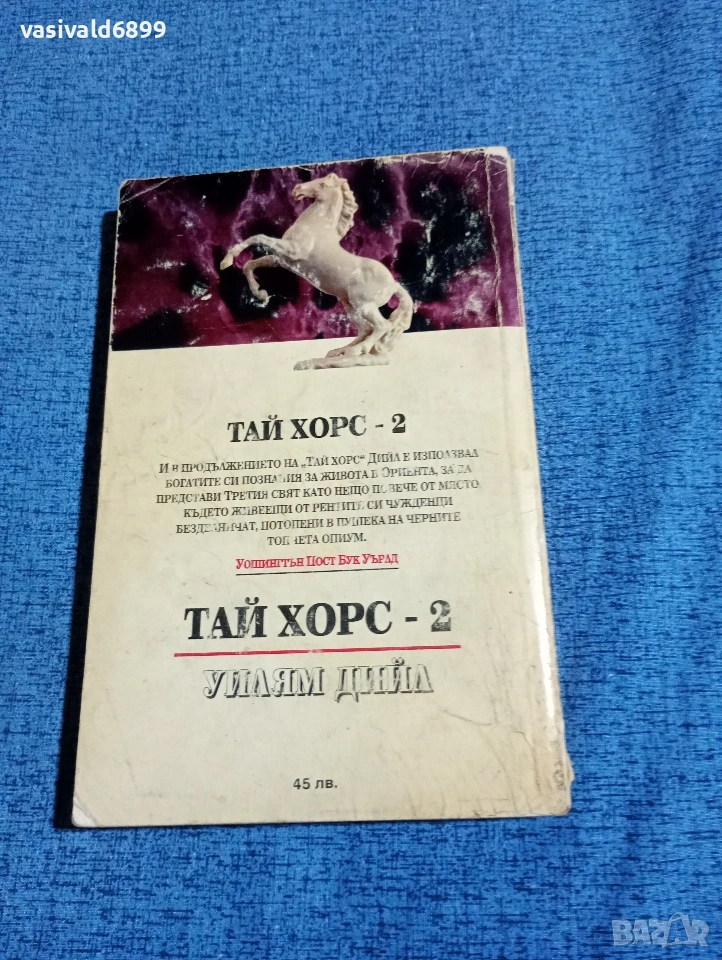 vasivald6899
ТАЙ ХОРС - 2
И В ПРОДЪЛЖЕНИЕТО НА „ТАЙ ХОРС“ ДИЙЛ Е ИЗПОЛЗВАЛ
БОГАТИТЕ СИ ПОЗНАНИЯ ЗА ЖИВОТА В ОРИЕНТА, ЗА ДА
ПРЕДСТАВИ ТРЕТИЯ СВЯТ КАТО НЕЩО ПОВЕЧЕ ОТ МЯСТО
КЪДЕТО ЖИВЕЕЩИ ОТ РЕНТИТЕ СИ ЧУЖДЕНЦИ
БЕЗДЕЛНИЧАТ, ПОТОПЕНИ В ПУШЕКА НА ЧЕРНИТЕ
ТОПЧЕТА ОПИУМ.
УОШИНГТЪН ПОСТ БУК УЪРЛД
ТАЙ ХОРС - 2
УИЛЯМ ДИЙЛ
45 лв.
BAZAR